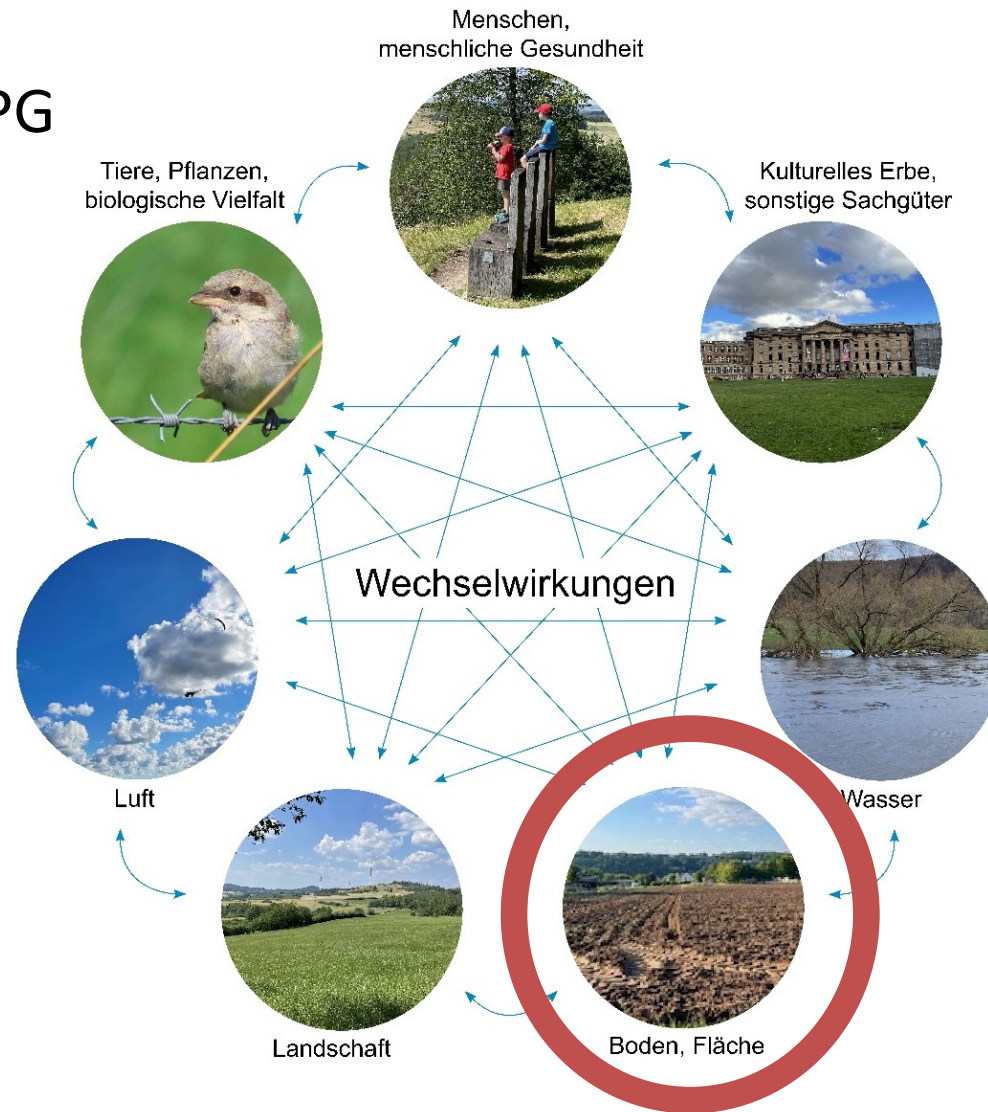 Menschen,
menschliche Gesundheit
PG
Tiere, Pflanzen,
biologische Vielfalt
Kulturelles Erbe,
sonstige Sachgüter
Wechselwirkungen
Luft
Wasser
Landschaft
Boden, Fläche